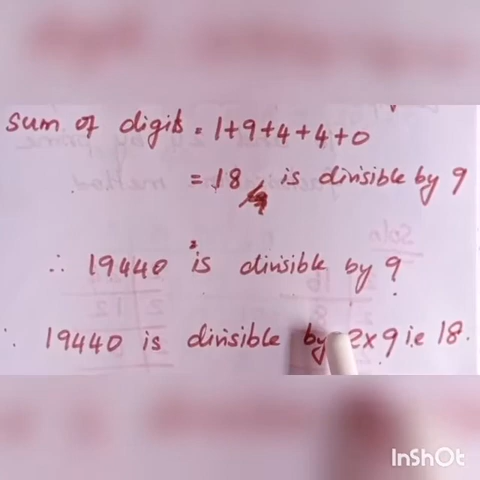 sum of digits = 1+9+4+4+0
= 18 is divisible by 9
∴ 19440 is divisible by 9
∴ 19440 is divisible by 2x9 i.e 18.
InShOt